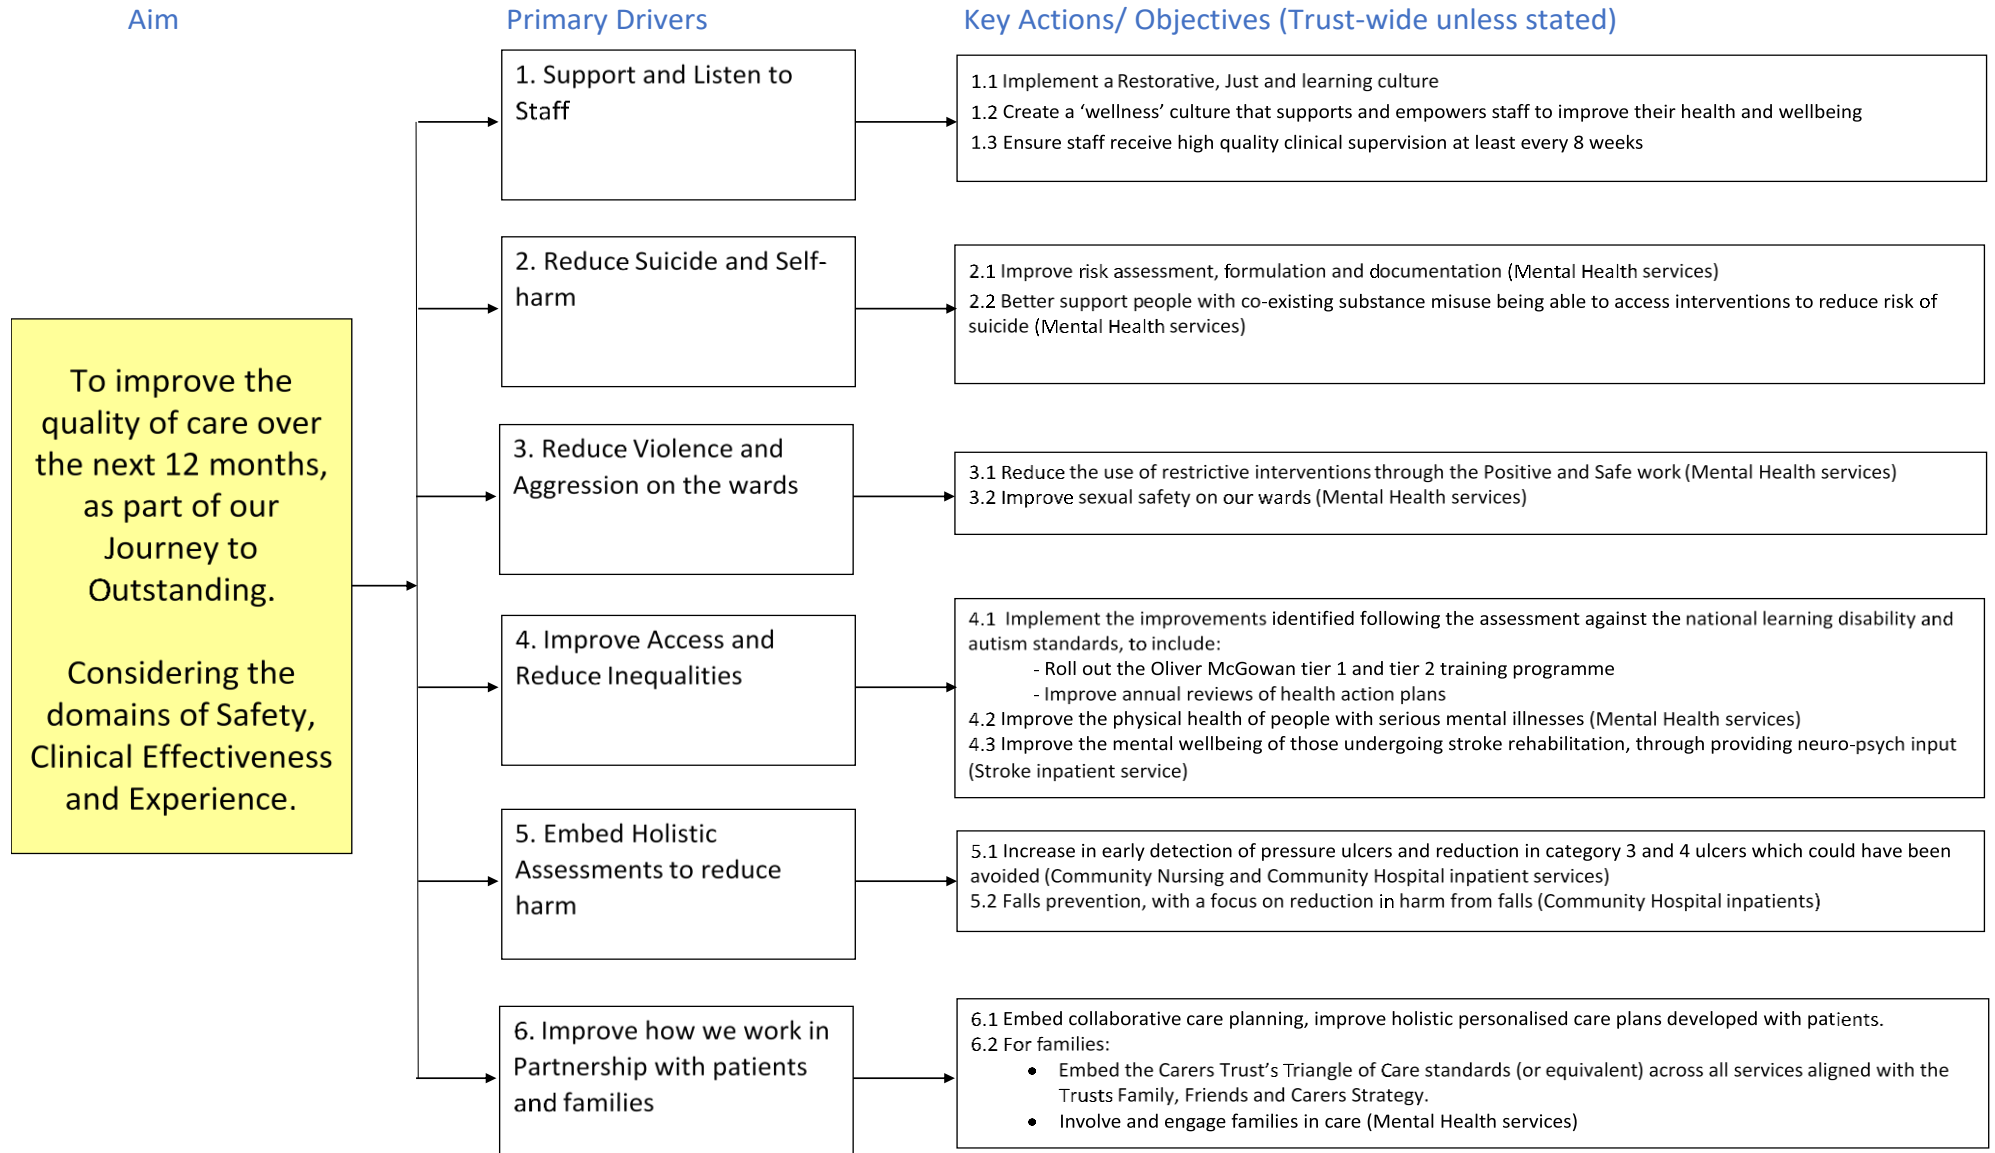 Aim
Primary Drivers
Key Actions/ Objectives (Trust-wide unless stated)
To improve the
quality of care over
the next 12 months,
as part of our
Journey to
Outstanding.
Considering the
domains of Safety,
Clinical Effectiveness
and Experience.
1. Support and Listen to
Staff
1.1 Implement a Restorative, Just and learning culture
1.2 Create a ‘wellness’ culture that supports and empowers staff to improve their health and wellbeing
1.3 Ensure staff receive high quality clinical supervision at least every 8 weeks
2. Reduce Suicide and Self-
harm
2.1 Improve risk assessment, formulation and documentation (Mental Health services)
2.2 Better support people with co-existing substance misuse being able to access interventions to reduce risk of
suicide (Mental Health services)
3. Reduce Violence and
Aggression on the wards
3.1 Reduce the use of restrictive interventions through the Positive and Safe work (Mental Health services)
3.2 Improve sexual safety on our wards (Mental Health services)
4. Improve Access and
Reduce Inequalities
4.1 Implement the improvements identified following the assessment against the national learning disability and
autism standards, to include:
- Roll out the Oliver McGowan tier 1 and tier 2 training programme
- Improve annual reviews of health action plans
4.2 Improve the physical health of people with serious mental illnesses (Mental Health services)
4.3 Improve the mental wellbeing of those undergoing stroke rehabilitation, through providing neuro-psych input
(Stroke inpatient service)
5. Embed Holistic
Assessments to reduce
harm
5.1 Increase in early detection of pressure ulcers and reduction in category 3 and 4 ulcers which could have been
avoided (Community Nursing and Community Hospital inpatient services)
5.2 Falls prevention, with a focus on reduction in harm from falls (Community Hospital inpatients)
6. Improve how we work in
Partnership with patients
and families
6.1 Embed collaborative care planning, improve holistic personalised care plans developed with patients.
6.2 For families:
• Embed the Carers Trust’s Triangle of Care standards (or equivalent) across all services aligned with the
Trusts Family, Friends and Carers Strategy.
• Involve and engage families in care (Mental Health services)